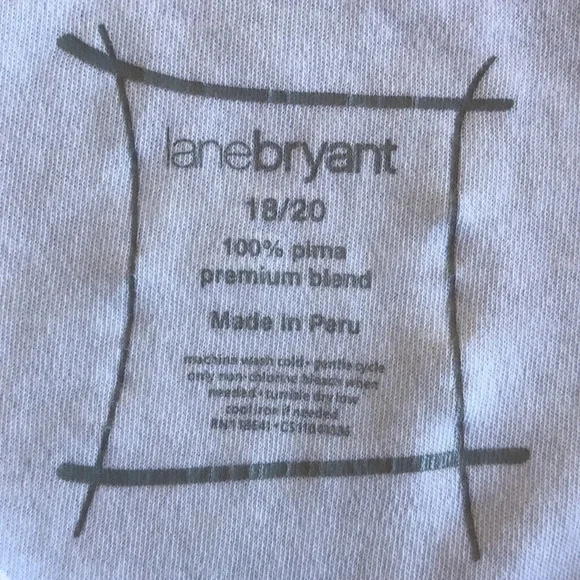 lanebryant
18/20
100% pima
premium blend
Made in Peru
machine wash cold • gentle cycle
only non-chlorine bleach when
needed • tumble dry low
cool iron if needed